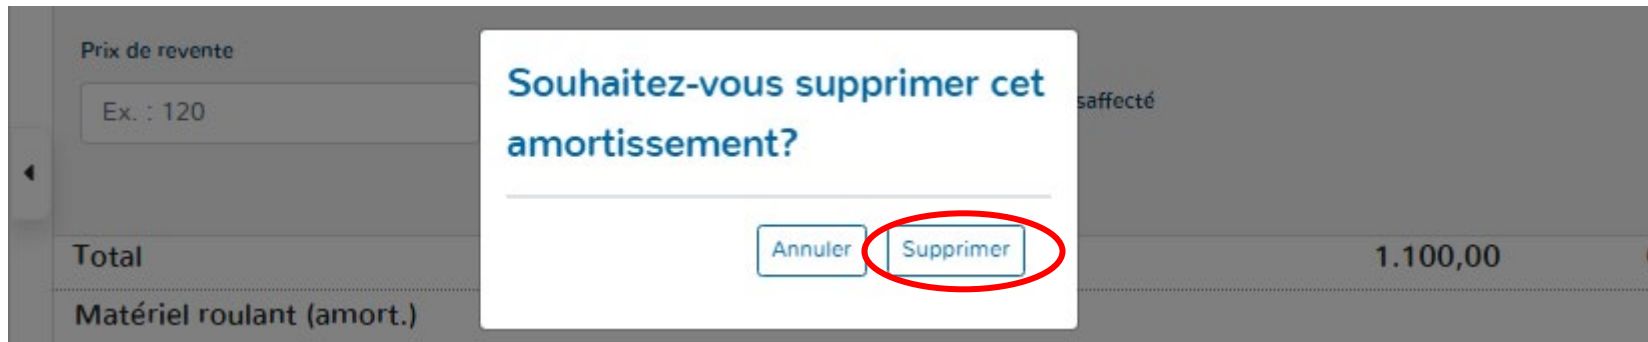 Prix de revente
Souhaitez-vous supprimer cet
amortissement?
Ex. : 120
saffecté
Annuler
Supprimer
Total
1.100,00
Matériel roulant (amort.)